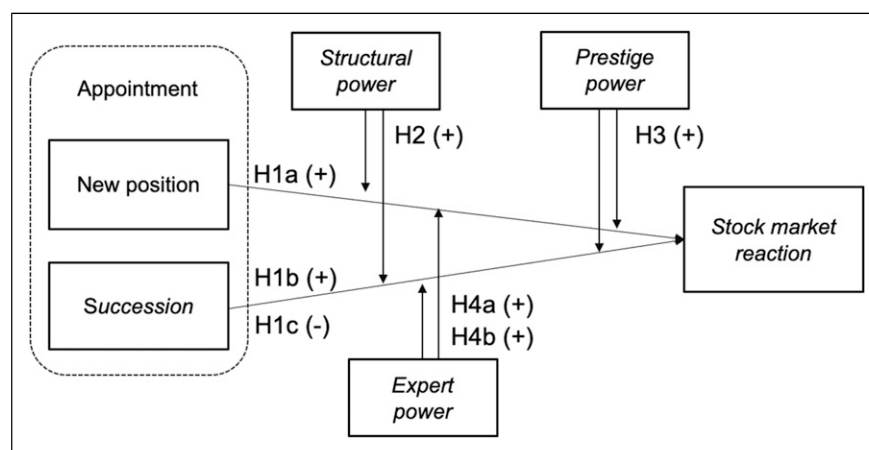 Structural
power
Prestige
power
Appointment
H2 (+)
H3 (+)
New position
H1a (+)
Stock market
reaction
H1b (+)
Succession
H1c (-)
H4a (+)
H4b (+)
Expert
power